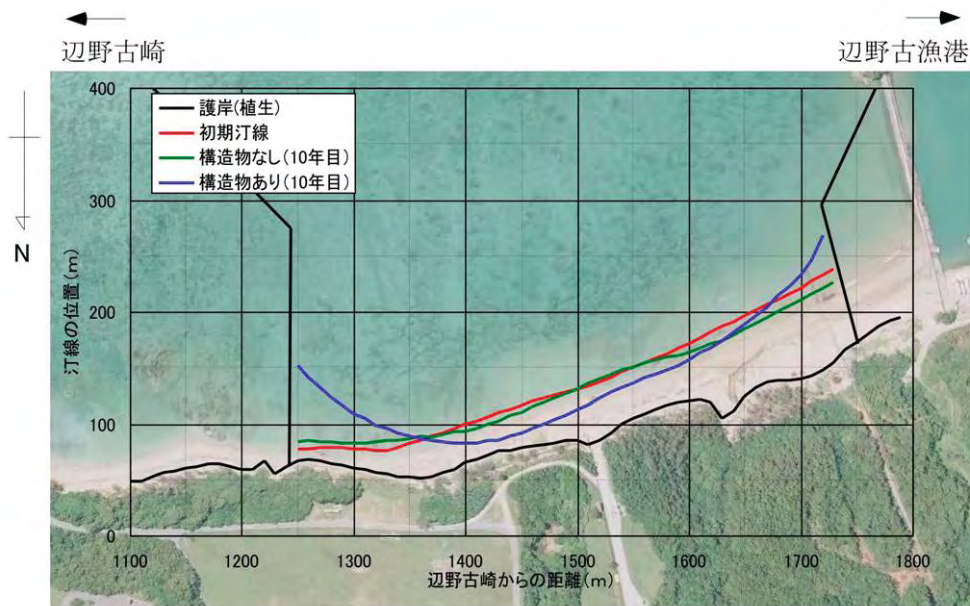 辺野古崎
辺野古漁港
400
300
200
100
0
汀線の位置(m)
護岸(植生)
初期汀線
構造物なし(10年目)
構造物あり(10年目)
N
1100
1200
1300
1400
1500
1600
1700
1800
辺野古崎からの距離(m)